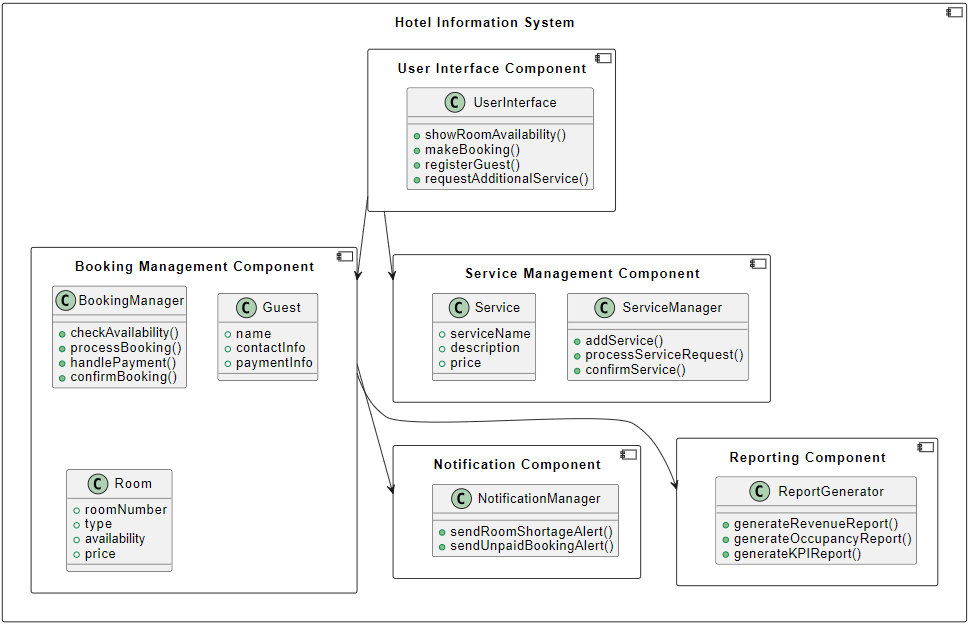 Hotel Information System
User Interface Component
C UserInterface
showRoomAvailability()
makeBooking()
registerGuest()
requestAdditionalService()
Booking Management Component
C BookingManager
checkAvailability()
processBooking()
handlePayment()
confirmBooking()
C Guest
name
contactInfo
paymentInfo
C Room
roomNumber
type
availability
price
Service Management Component
C Service
serviceName
description
price
C ServiceManager
addService()
processServiceRequest()
confirmService()
Notification Component
C NotificationManager
sendRoomShortageAlert()
sendUnpaidBookingAlert()
Reporting Component
C ReportGenerator
generateRevenueReport()
generateOccupancyReport()
generateKPIReport()